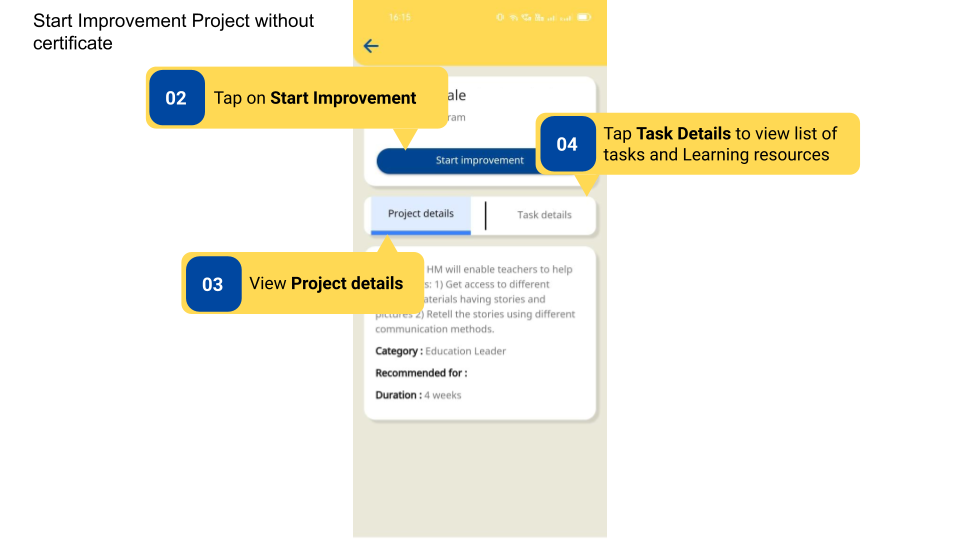 Start Improvement Project without
certificate
16:15
02 Tap on Start Improvement
ale
ram
04 Tap Task Details to view list of
tasks and Learning resources
Start improvement
Project details
Task details
HM will enable teachers to help
s: 1) Get access to different
03 View Project details
aterials having stories and
pictures 2) Retell the stories using different
communication methods.
Category : Education Leader
Recommended for :
Duration : 4 weeks